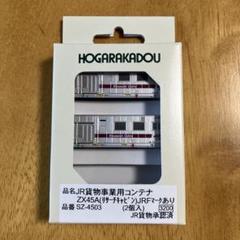 HOGARAKADOU
品名 JR貨物事業用コンテナ
ZX45A(ﾘｻｰﾁｷｬﾋﾞﾝ)JRFﾏｰｸあり
品番 SZ-4503 (2個入) 3200
JR貨物承認済